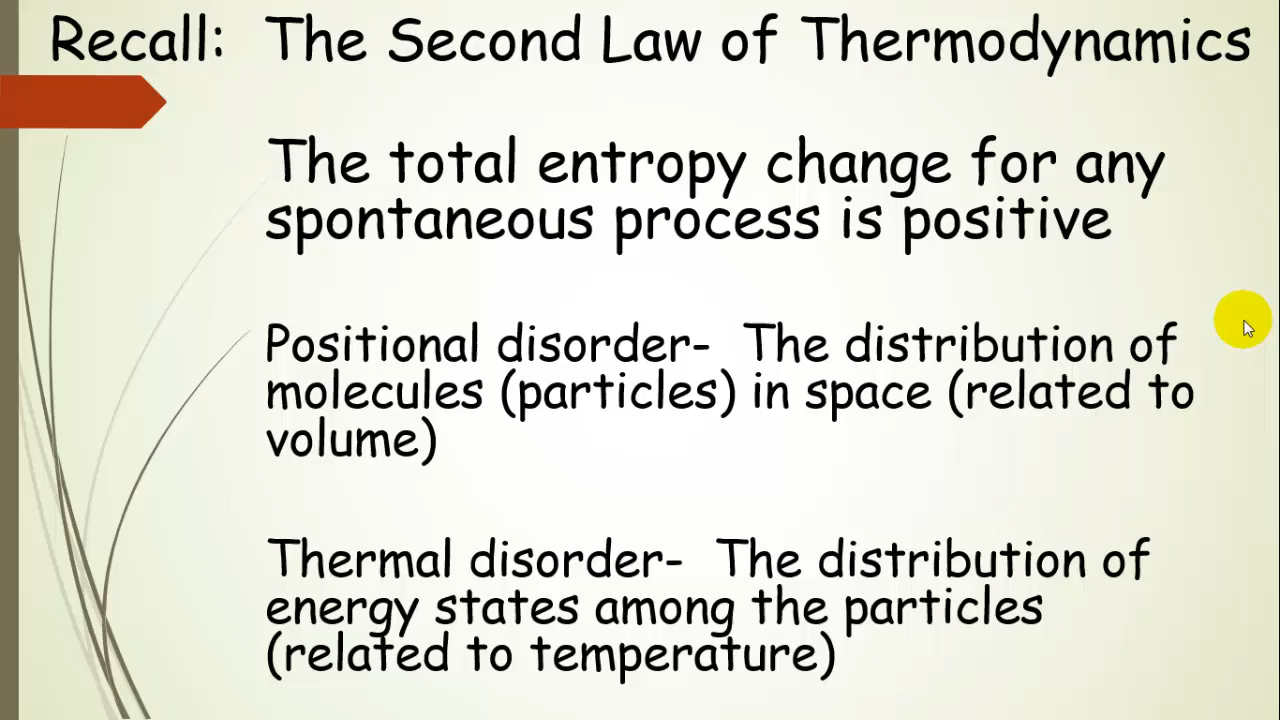 Recall:  The Second Law of Thermodynamics
The total entropy change for any
spontaneous process is positive
Positional disorder-  The distribution of
molecules (particles) in space (related to
volume)
Thermal disorder-  The distribution of
energy states among the particles
(related to temperature)